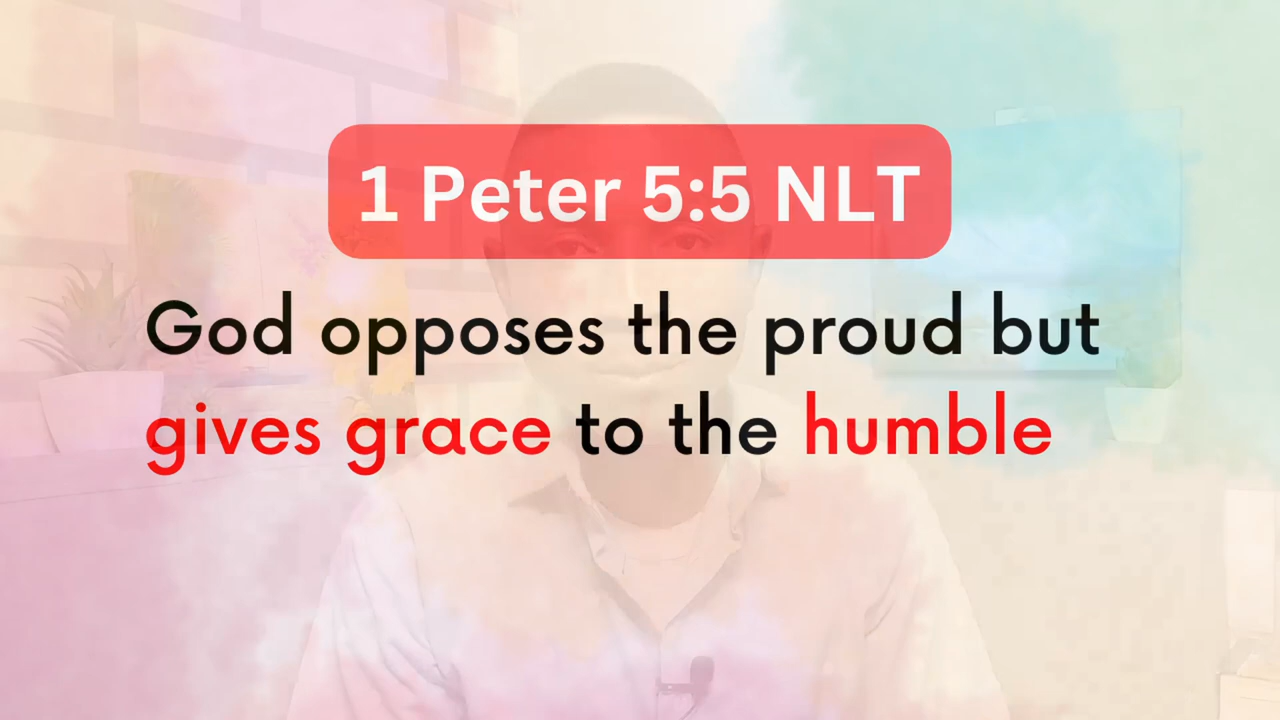 1 Peter 5:5 NLT
God opposes the proud but
gives grace to the humble